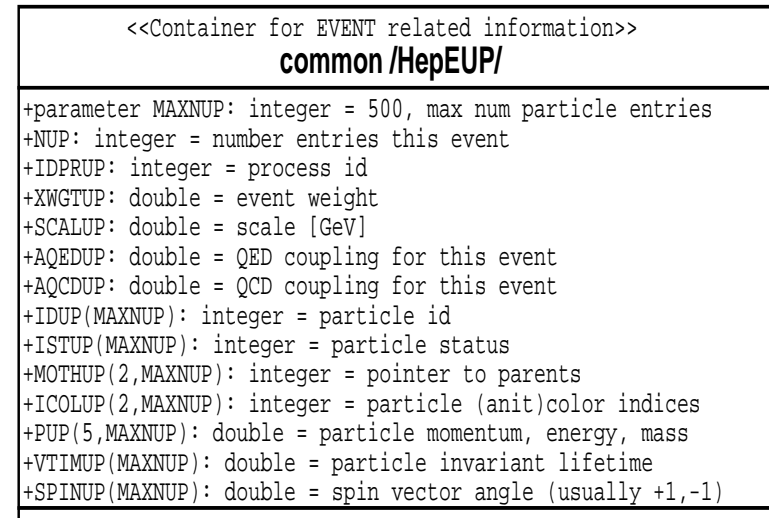 <<Container for EVENT related information>>
common /HepEUP/
+parameter MAXNUP: integer = 500, max num particle entries
+NUP: integer = number entries this event
+IDPRUP: integer = process id
+XWGTUP: double = event weight
+SCALUP: double = scale [GeV]
+AQEDUP: double = QED coupling for this event
+AQCDUP: double = QCD coupling for this event
+IDUP(MAXNUP): integer = particle id
+ISTUP(MAXNUP): integer = particle status
+MOTHUP(2,MAXNUP): integer = pointer to parents
+ICOLUP(2,MAXNUP): integer = particle (anit)color indices
+PUP(5,MAXNUP): double = particle momentum, energy, mass
+VTIMUP(MAXNUP): double = particle invariant lifetime
+SPINUP(MAXNUP): double = spin vector angle (usually +1,-1)